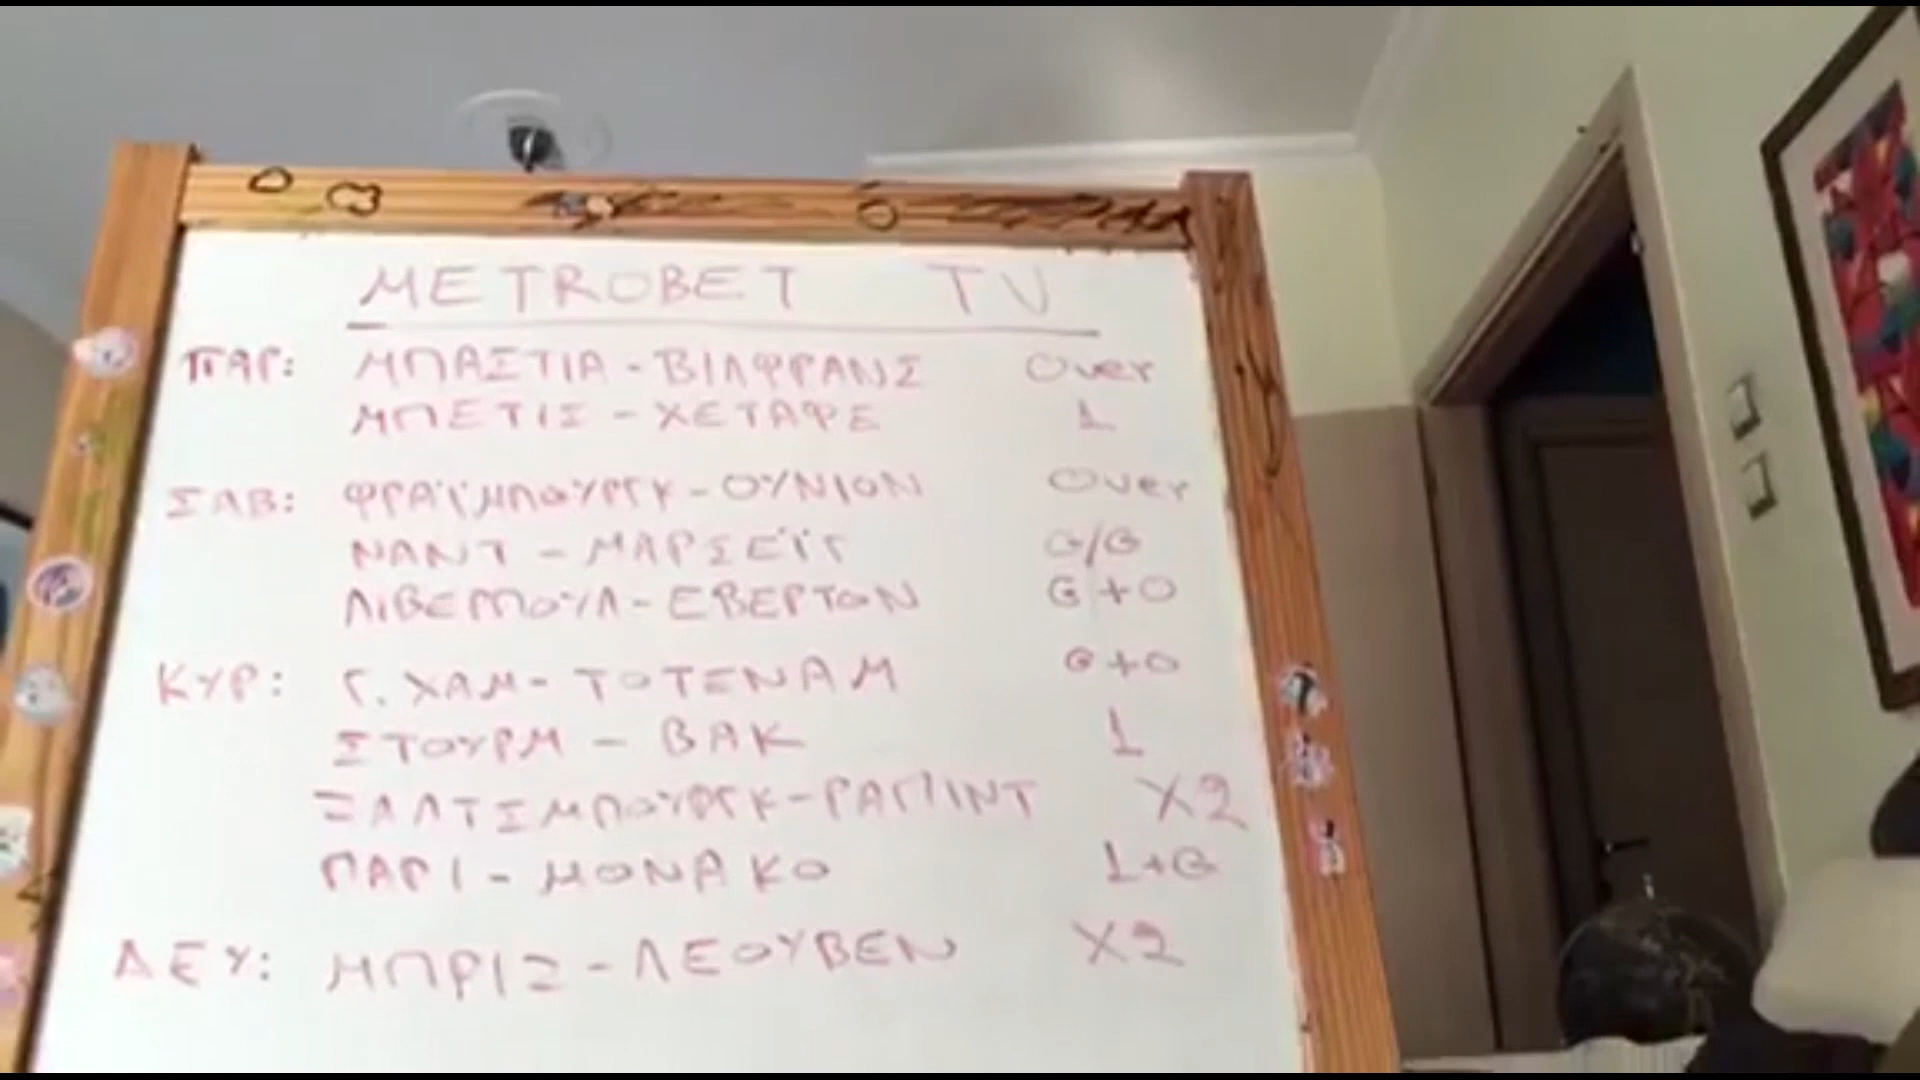 METROBET TV
ΠΑΡ: ΜΠΑΣΤΙΑ - ΒΙΛΦΡΑΝΣ Over
ΜΠΕΤΙΣ - ΧΕΤΑΦΕ 1
ΣΑΒ: ΦΡΑΪΜΠΟΥΡΓΚ - ΟΥΝΙΟΝ Over
ΝΑΝΤ - ΜΑΡΣΕΪΓ G/G
ΛΙΒΕΡΠΟΥΛ - ΕΒΕΡΤΟΝ G+O
ΚΥΡ: Γ. ΧΑΜ - ΤΟΤΕΝΑΜ G+O
ΣΤΟΥΡΜ - ΒΑΚ 1
ΣΑΛΤΣΜΠΟΥΡΓΚ - ΡΑΠΙΝΤ X2
ΠΑΡΙ - ΜΟΝΑΚΟ 1+G
ΔΕΥ: ΜΠΡΙΖ - ΛΕΟΥΒΕΝ X2